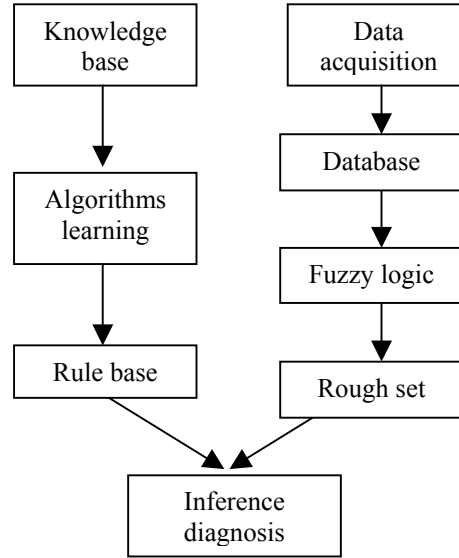 Knowledge
base
Data
acquisition
Database
Algorithms
learning
Fuzzy logic
Rule base
Rough set
Inference
diagnosis